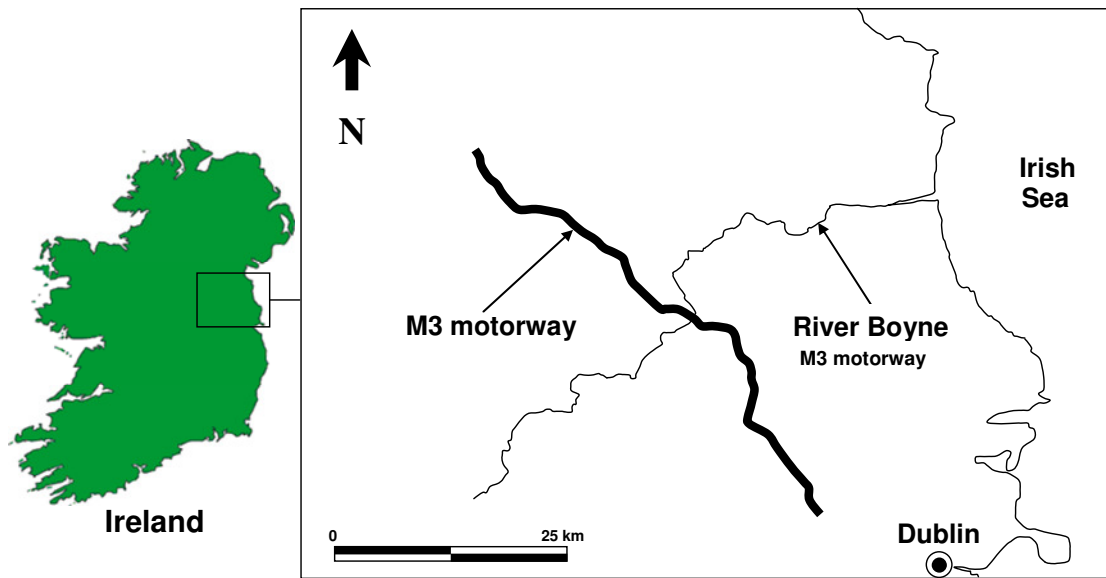 N
Irish
Sea
M3 motorway
River Boyne
M3 motorway
Ireland
0 25 km
Dublin